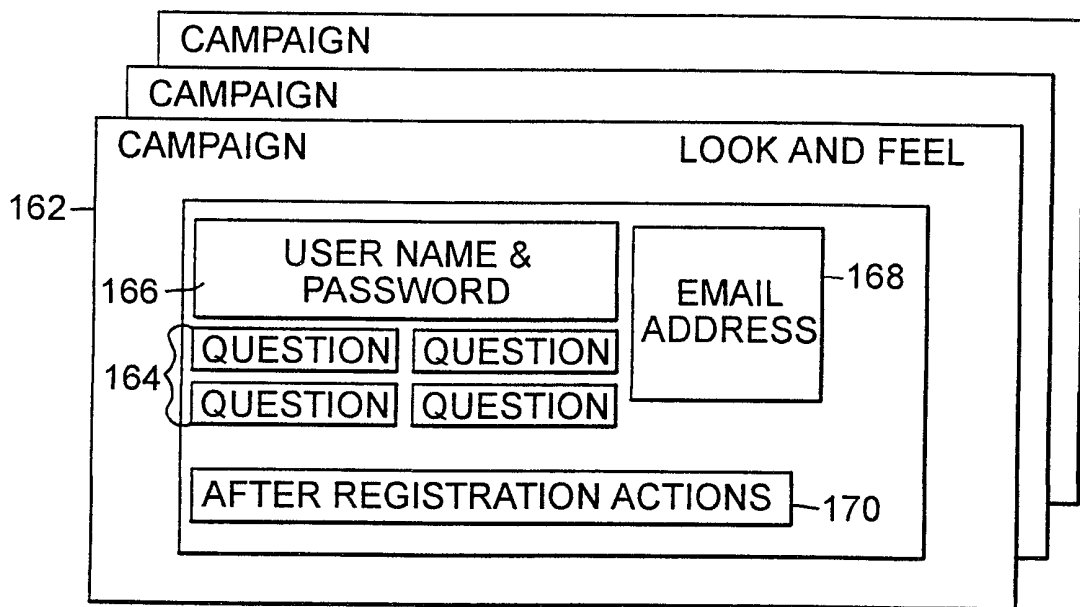 CAMPAIGN
CAMPAIGN
CAMPAIGN LOOK AND FEEL
162
USER NAME &
PASSWORD
166
EMAIL
ADDRESS
168
QUESTION QUESTION
164
QUESTION QUESTION
AFTER REGISTRATION ACTIONS
170